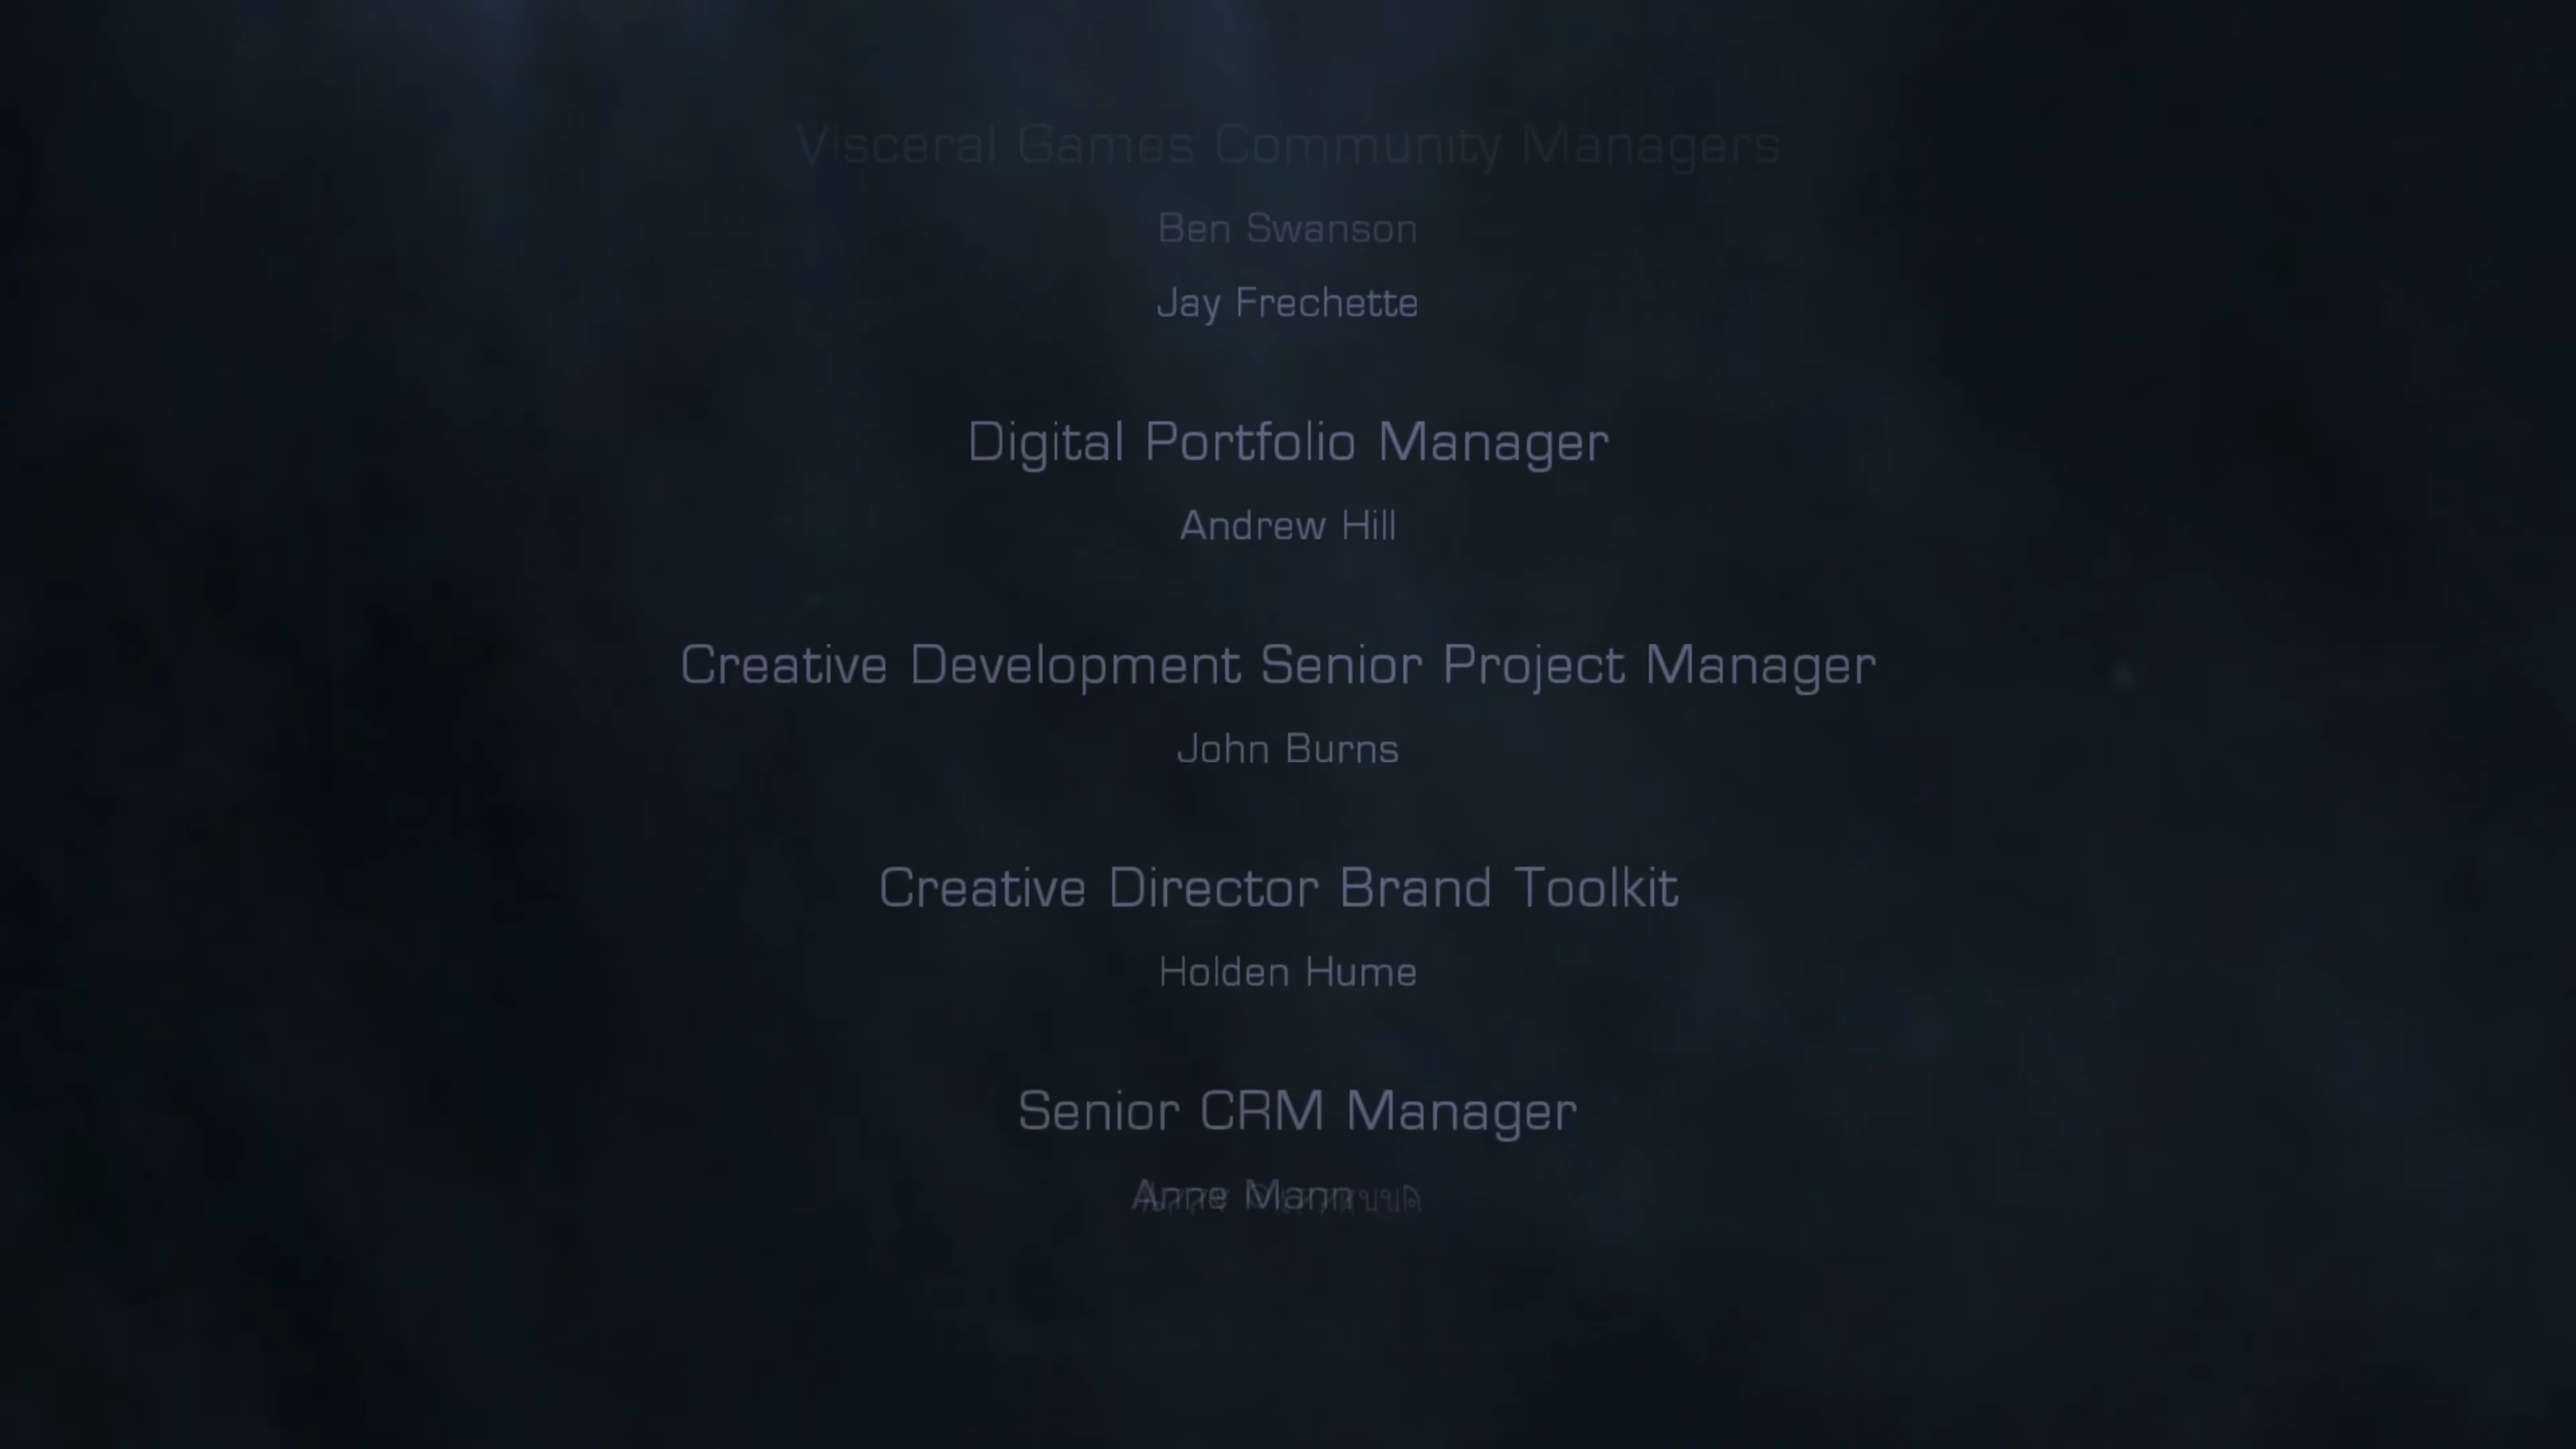 Visceral Games Community Managers
Ben Swanson
Jay Frechette
Digital Portfolio Manager
Andrew Hill
Creative Development Senior Project Manager
John Burns
Creative Director Brand Toolkit
Holden Hume
Senior CRM Manager
Anne Mann